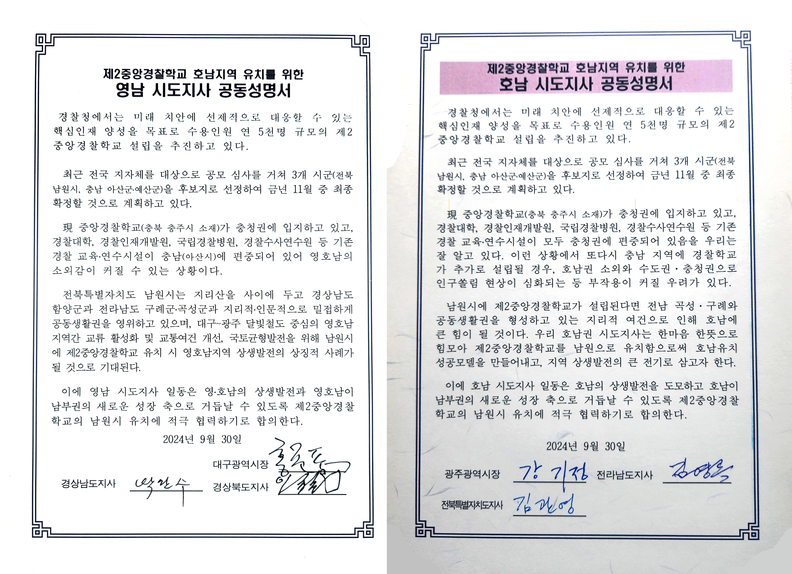 제2중앙경찰학교 호남지역 유치를 위한
영남 시도지사 공동성명서
경찰청에서는 미래 치안에 선제적으로 대응할 수 있는
핵심인재 양성을 목표로 수용인원 연 5천명 규모의 제2
중앙경찰학교 설립을 추진하고 있다.
최근 전국 지자체를 대상으로 공모 심사를 거쳐 3개 시군(전북
남원시, 충남 아산군·예산군)을 후보지로 선정하여 금년 11월 중 최종
확정할 것으로 계획하고 있다.
現 중앙경찰학교(충북 충주시 소재)가 충청권에 입지하고 있고,
경찰대학, 경찰인재개발원, 국립경찰병원, 경찰수사연수원 등 기존
경찰 교육·연수시설이 충남(아산시)에 편중되어 있어 영호남의
소외감이 커질 수 있는 상황이다.
전북특별자치도 남원시는 지리산을 사이에 두고 경상남도
함양군과 전라남도 구례군·곡성군과 지리적·인문적으로 밀접하게
공동생활권을 영위하고 있으며, 대구-광주 달빛철도 중심의 영호남
지역간 교류 활성화 및 교통여건 개선, 국토균형발전을 위해 남원시
에 제2중앙경찰학교 유치 시 영호남지역 상생발전의 상징적 사례가
될 것으로 기대된다.
이에 영남 시도지사 일동은 영·호남의 상생발전과 영호남이
남부권의 새로운 성장 축으로 거듭날 수 있도록 제2중앙경찰
학교의 남원시 유치에 적극 협력하기로 합의한다.
2024년 9월 30일
대구광역시장 홍준표
경상남도지사 박완수 경상북도지사
제2중앙경찰학교 호남지역 유치를 위한
호남 시도지사 공동성명서
경찰청에서는 미래 치안에 선제적으로 대응할 수 있는
핵심인재 양성을 목표로 수용인원 연 5천명 규모의 제2
중앙경찰학교 설립을 추진하고 있다.
최근 전국 지자체를 대상으로 공모 심사를 거쳐 3개 시군(전북
남원시, 충남 아산군·예산군)을 후보지로 선정하여 금년 11월 중 최종
확정할 것으로 계획하고 있다.
現 중앙경찰학교(충북 충주시 소재)가 충청권에 입지하고 있고,
경찰대학, 경찰인재개발원, 국립경찰병원, 경찰수사연수원 등 기존
경찰 교육·연수시설이 모두 충청권에 편중되어 있음을 우리는
잘 알고 있다. 이런 상황에서 또다시 충남 지역에 경찰학교
가 추가로 설립될 경우, 호남권 소외와 수도권·충청권으로
인구쏠림 현상이 심화되는 등 부작용이 커질 우려가 있다.
남원시에 제2중앙경찰학교가 설립된다면 전남 곡성·구례와
공동생활권을 형성하고 있는 지리적 여건으로 인해 호남에
큰 힘이 될 것이다. 우리 호남권 시도지사는 한마음 한뜻으로
힘모아 제2중앙경찰학교를 남원으로 유치함으로써 호남유치
성공모델을 만들어내고, 지역 상생발전의 큰 전기로 삼고자 한다.
이에 호남 시도지사 일동은 호남의 상생발전을 도모하고 호남이
남부권의 새로운 성장 축으로 거듭날 수 있도록 제2중앙경찰
학교의 남원시 유치에 적극 협력하기로 합의한다.
2024년 9월 30일
광주광역시장 강기정 전라남도지사 김영록
전북특별자치도지사 김관영